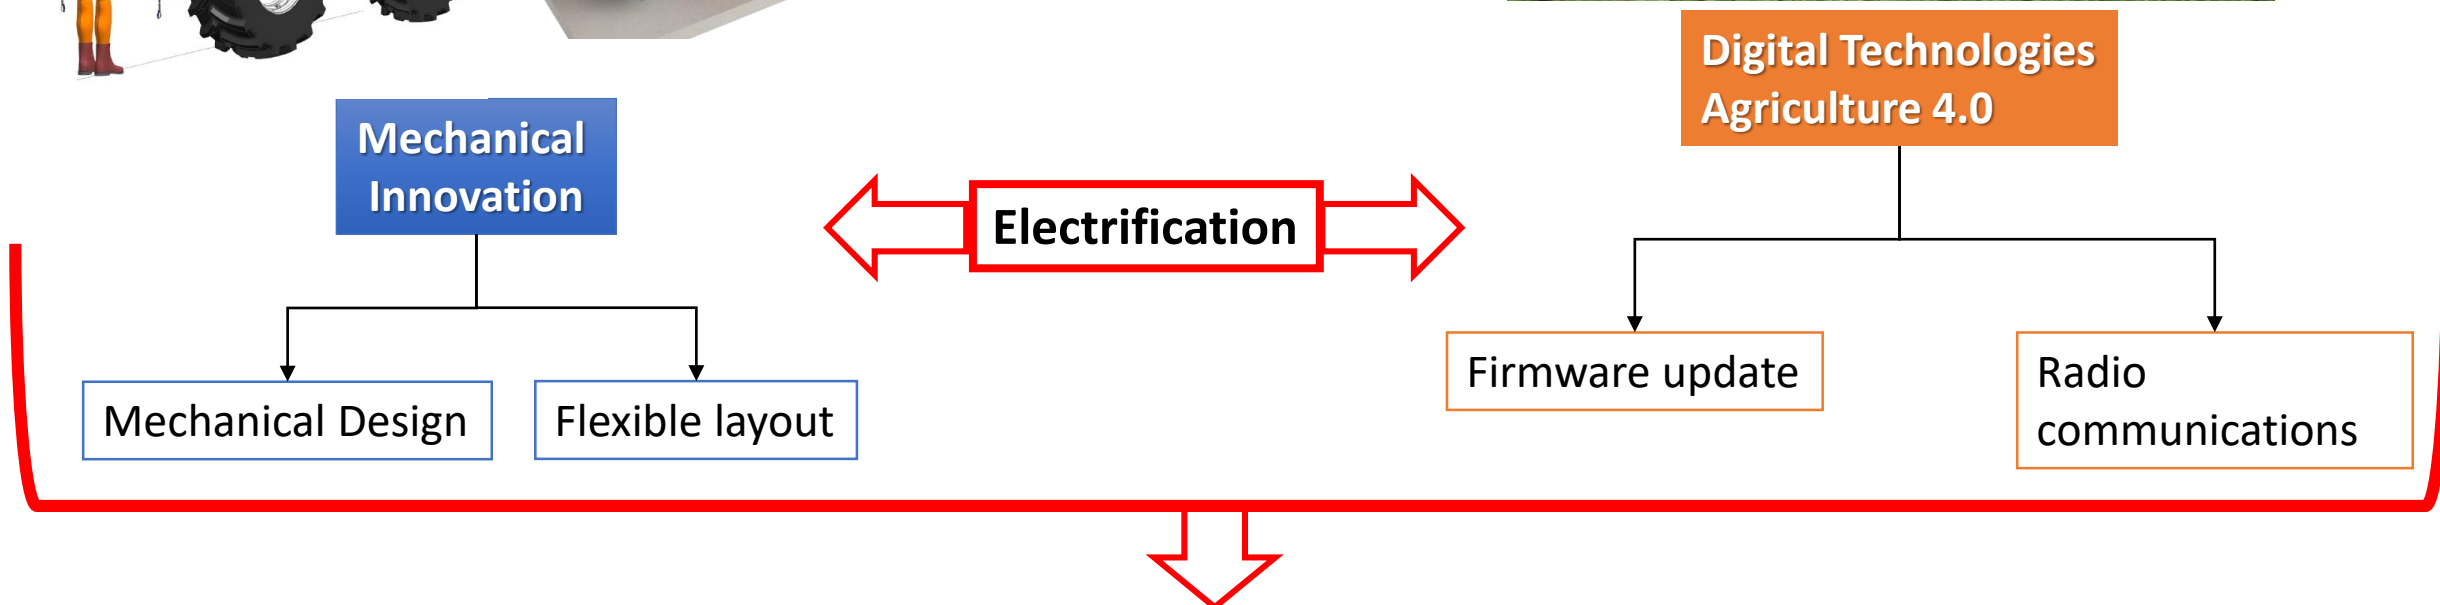 Digital Technologies
Agriculture 4.0
Mechanical
Innovation
Electrification
Firmware update
Radio
communications
Mechanical Design
Flexible layout